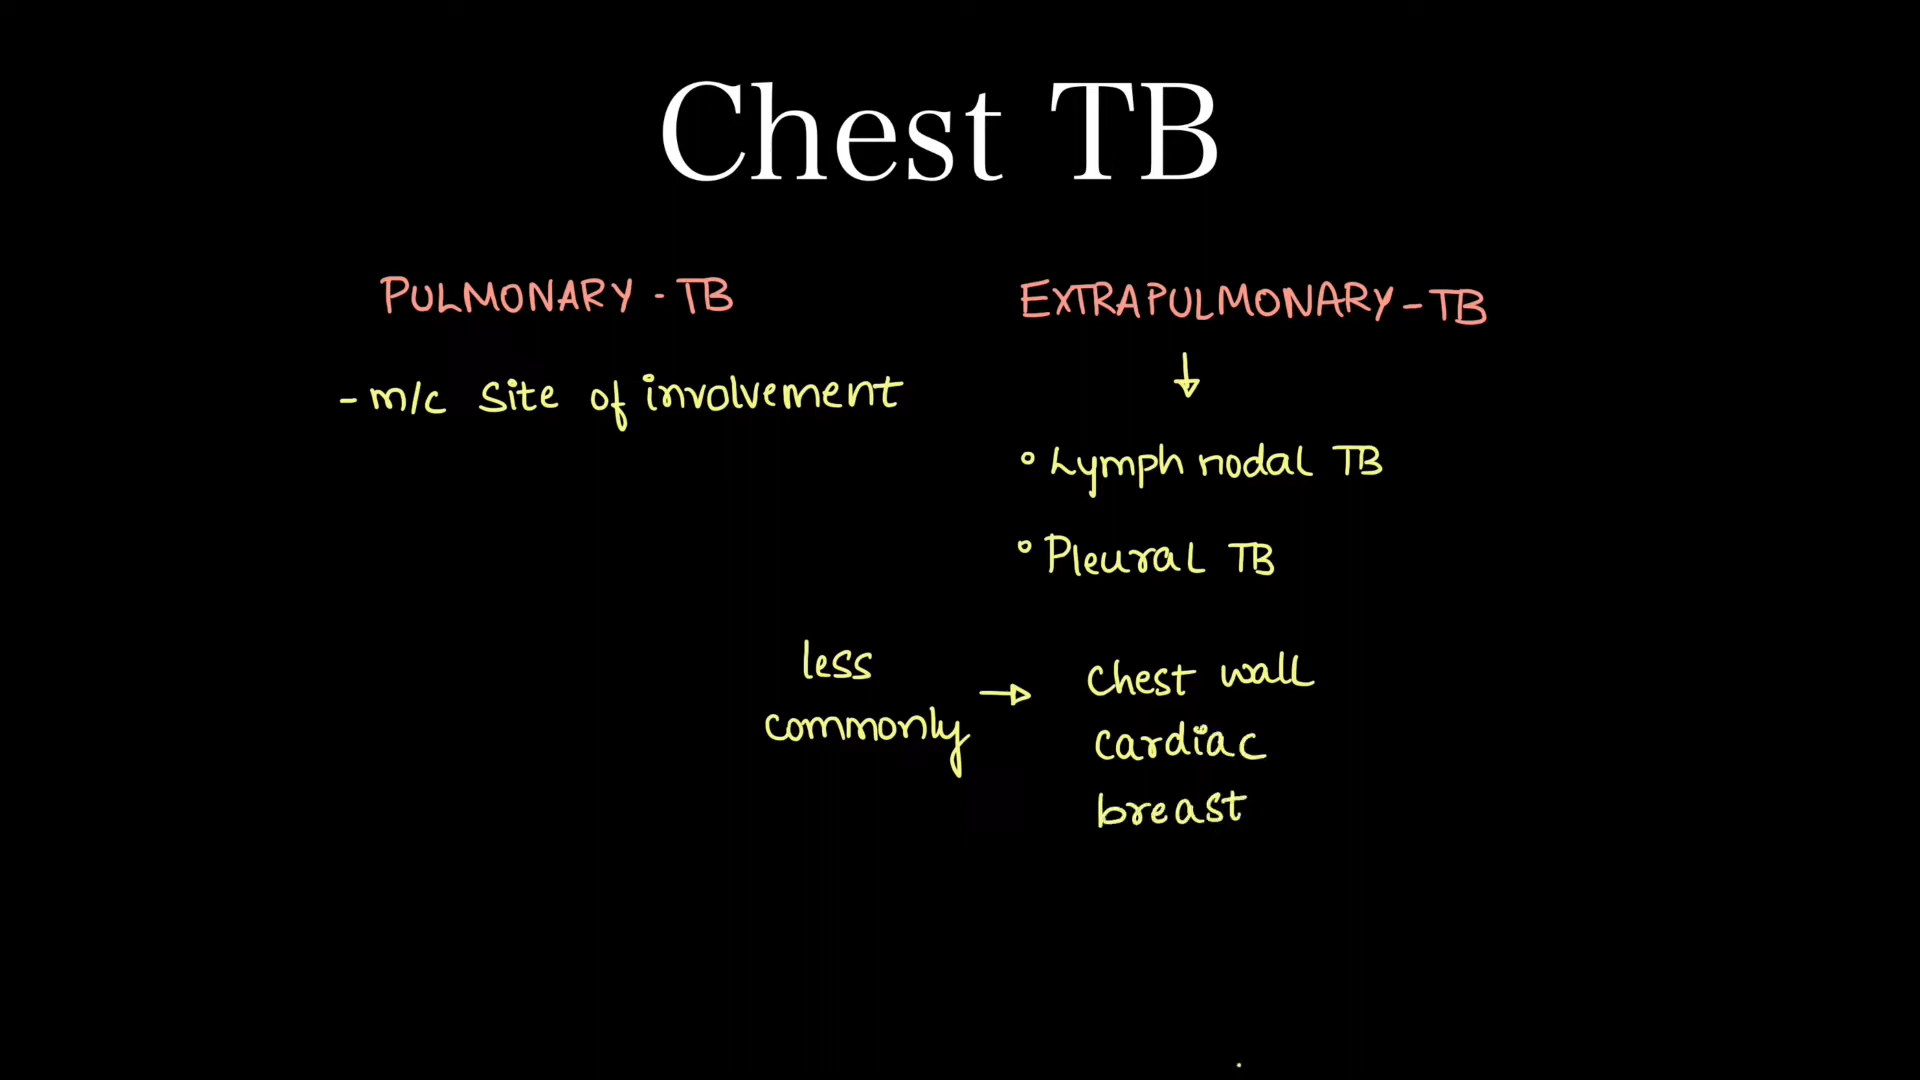 Chest TB
PULMONARY - TB
- m/c site of involvement
EXTRAPULMONARY - TB
Lymph nodal TB
Pleural TB
less
commonly
chest wall
cardiac
breast